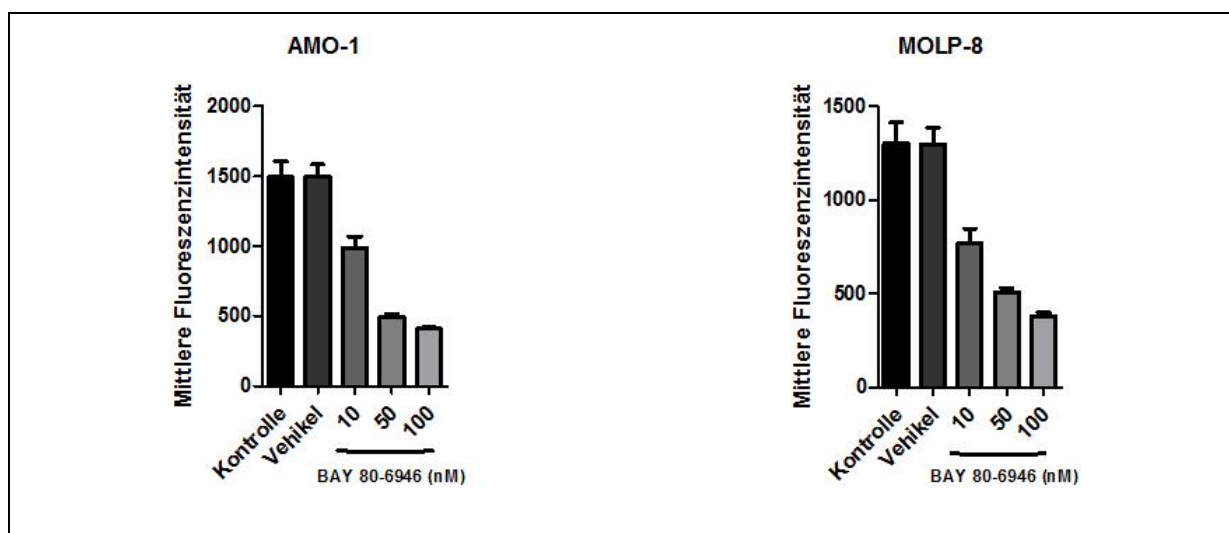 AMO-1
Mittlere Fluoreszenzintensität
2000
1500
1000
500
0
Kontrolle
Vehikel
10
50
100
BAY 80-6946 (nM)
MOLP-8
Mittlere Fluoreszenzintensität
1500
1000
500
0
Kontrolle
Vehikel
10
50
100
BAY 80-6946 (nM)